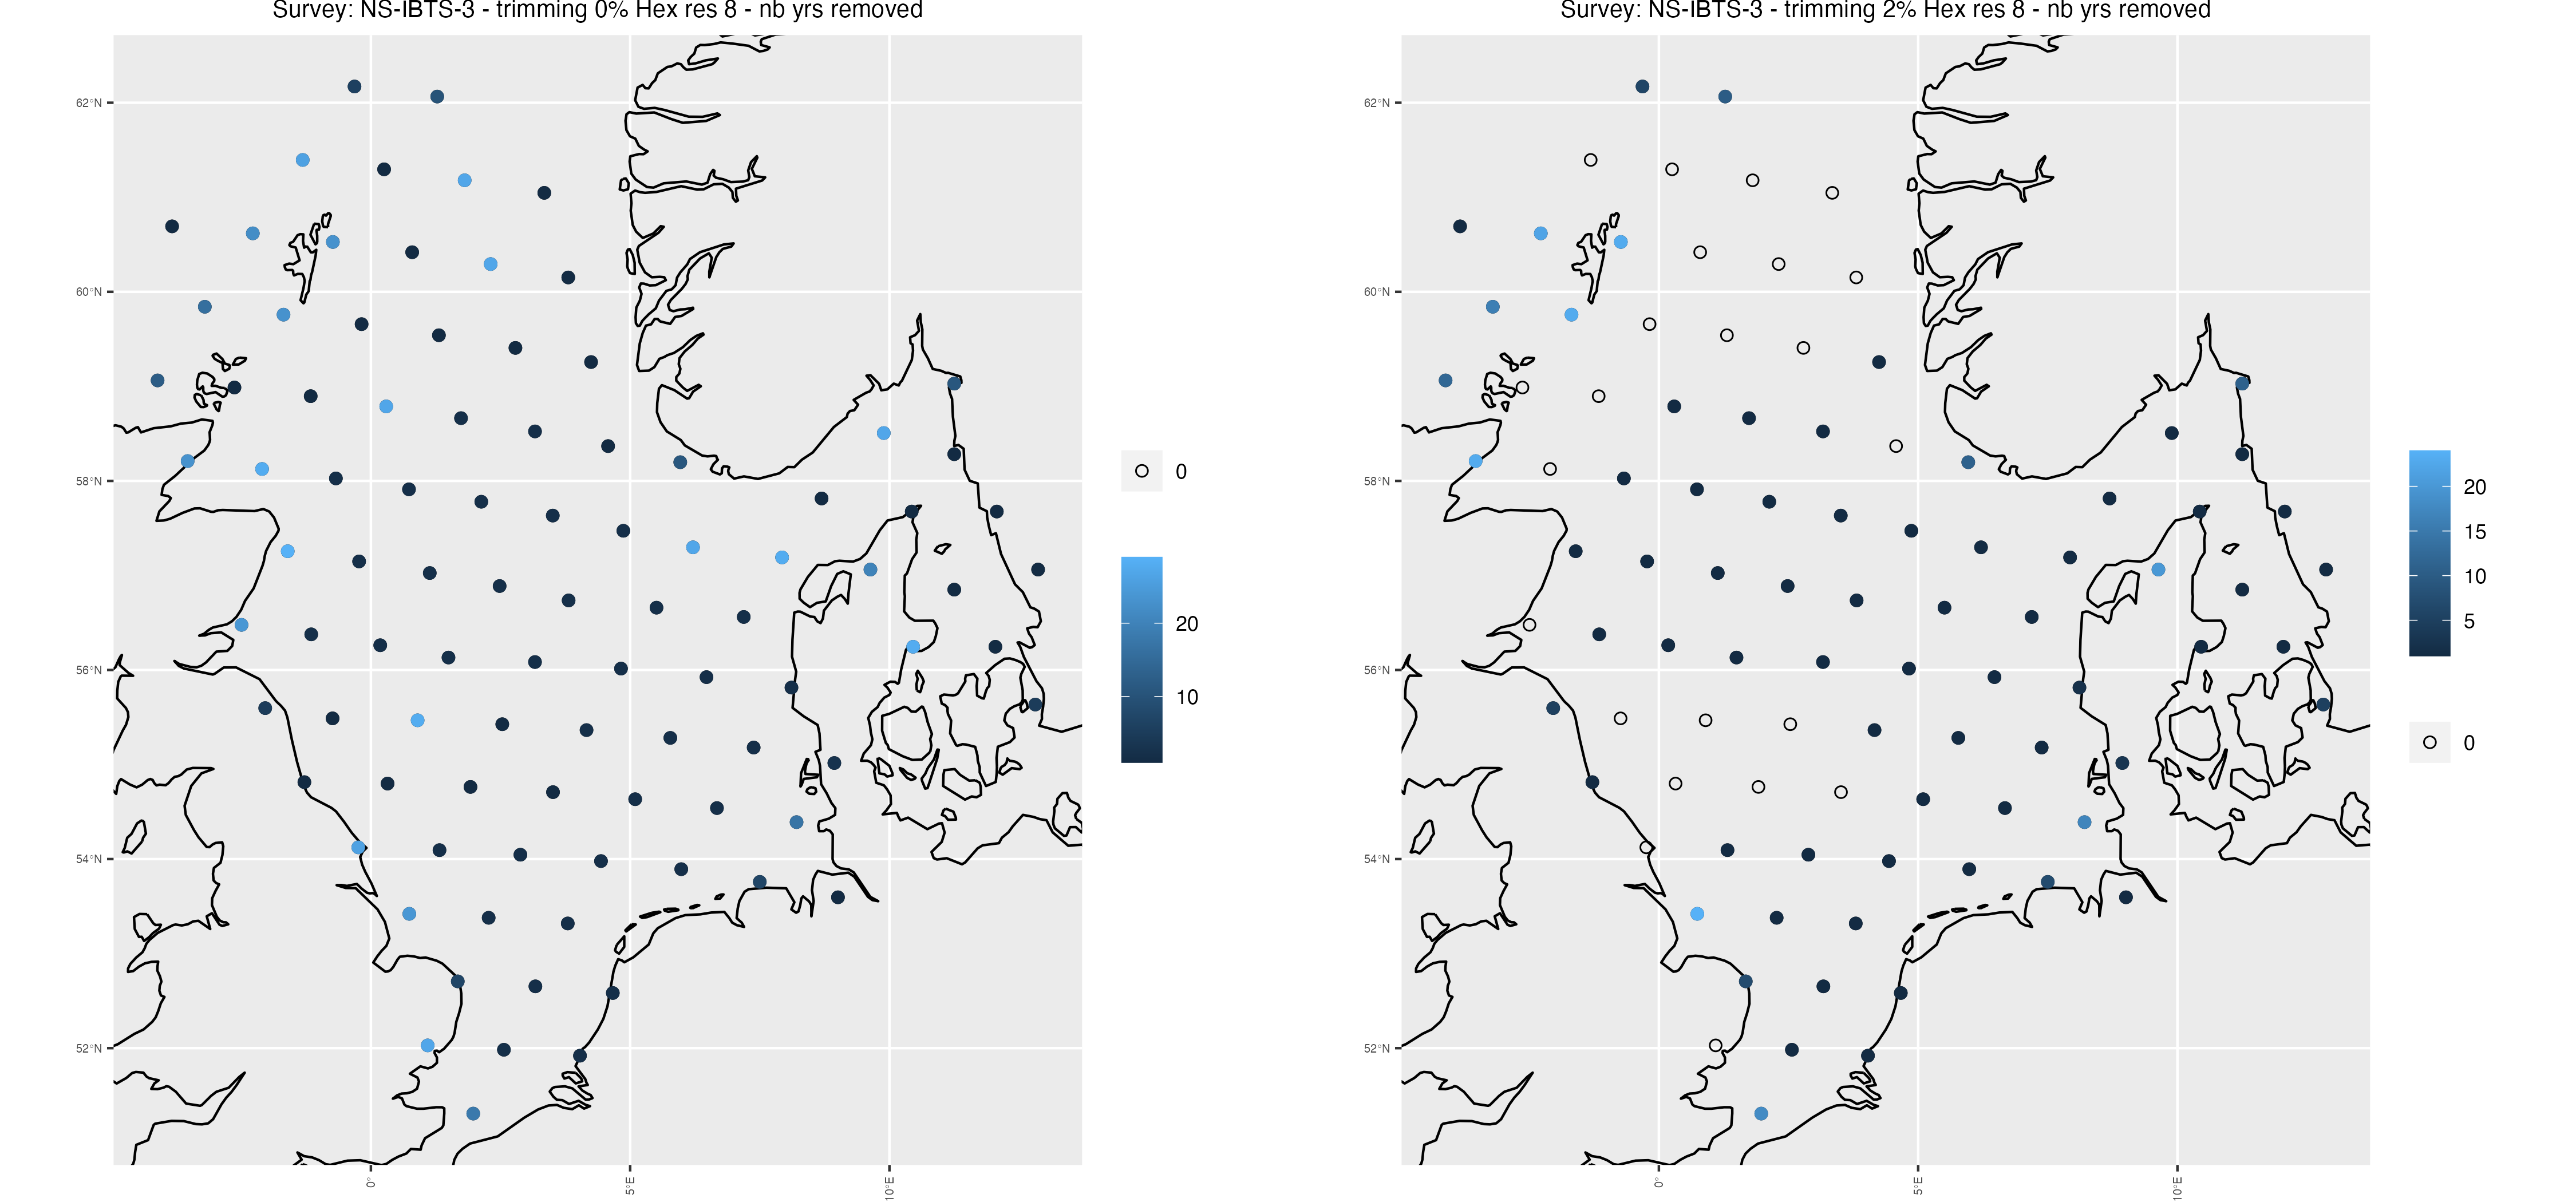 Survey: NS-IBTS-3 - trimming 0% Hex res 8 - nb yrs removed
62°N
60°N
58°N
56°N
54°N
52°N
0°
5°E
10°E
0
20
10
Survey: NS-IBTS-3 - trimming 2% Hex res 8 - nb yrs removed
62°N
60°N
58°N
56°N
54°N
52°N
0°
5°E
10°E
20
15
10
5
0